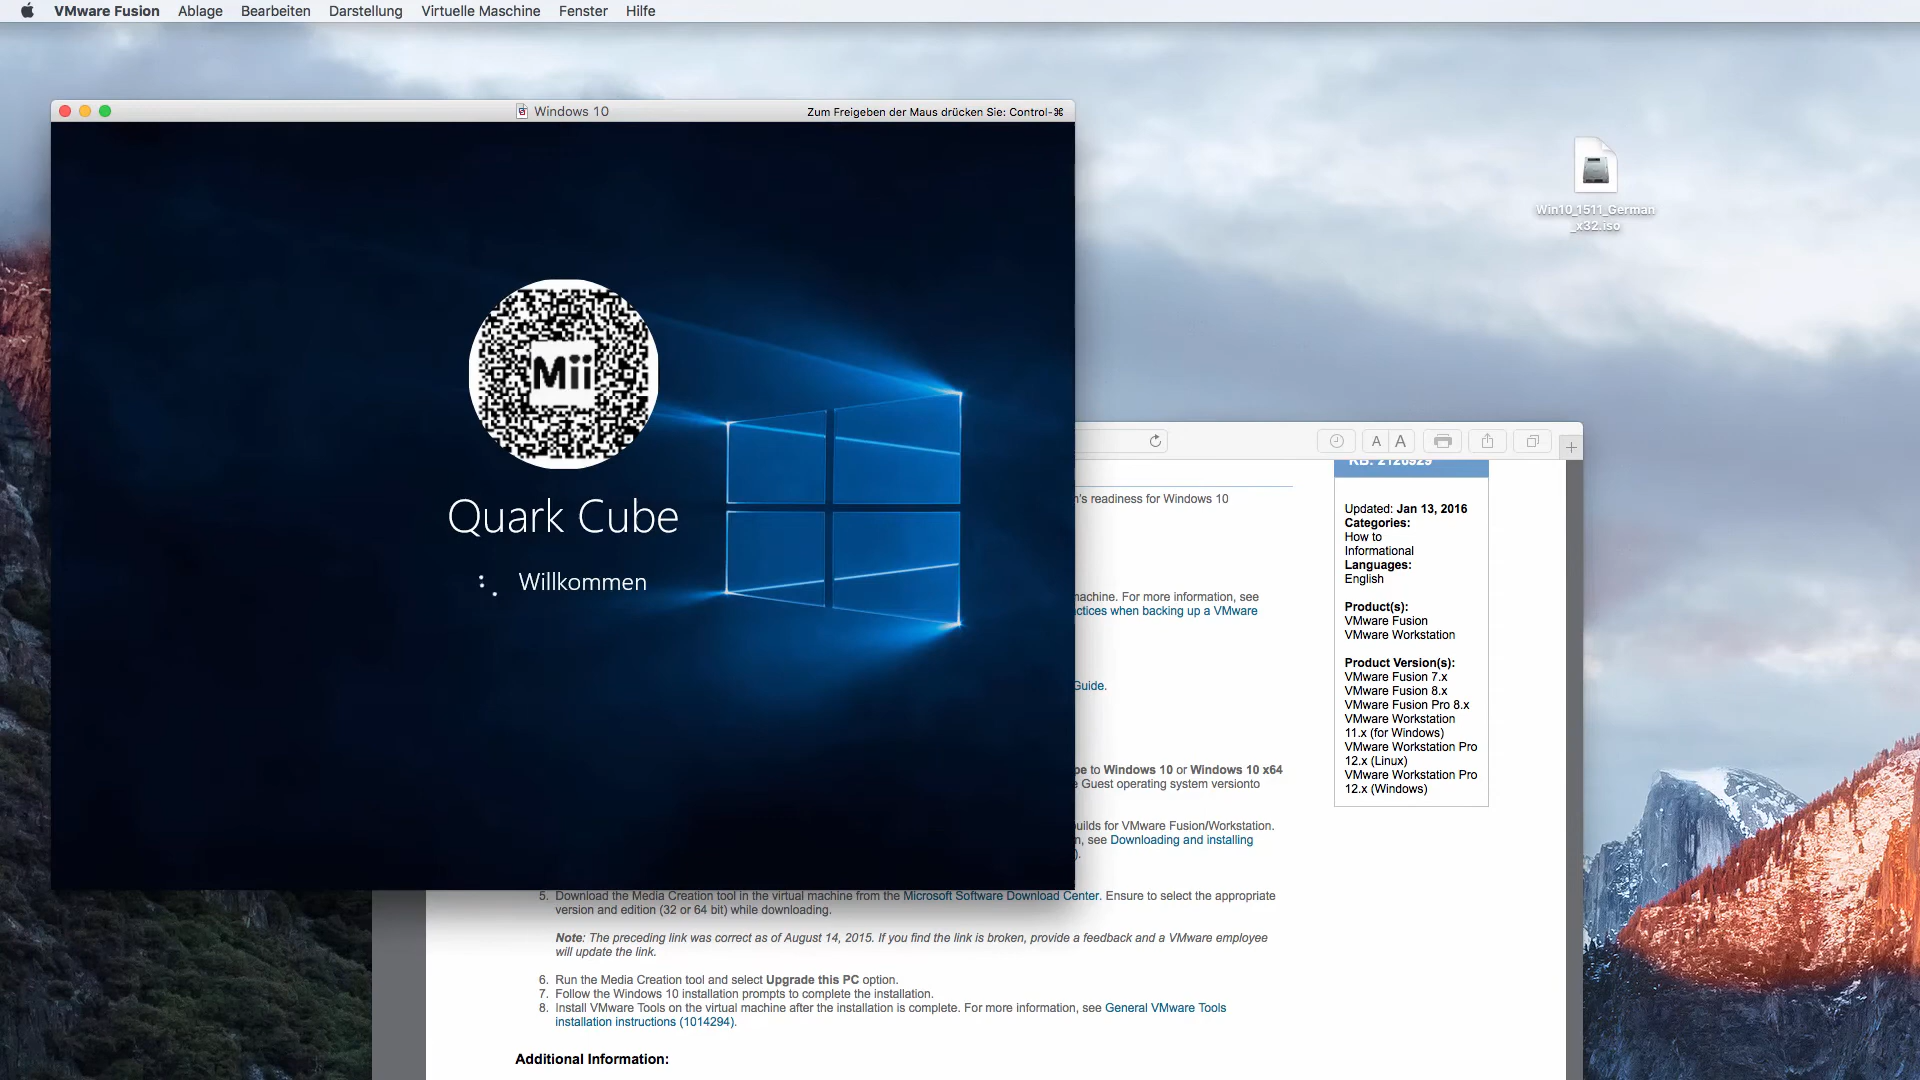 VMware Fusion Ablage Bearbeiten Darstellung Virtuelle Maschine Fenster Hilfe
Windows 10
Zum Freigeben der Maus drücken Sie: Control-⌘
Win10_1511_German
_x32.iso
Mii
Quark Cube
Willkommen
A A
KB: 2128929
's readiness for Windows 10
Updated: Jan 13, 2016
Categories:
How to
Informational
Languages:
English
Product(s):
VMware Fusion
VMware Workstation
Product Version(s):
VMware Fusion 7.x
VMware Fusion 8.x
VMware Fusion Pro 8.x
VMware Workstation
11.x (for Windows)
VMware Workstation Pro
12.x (Linux)
VMware Workstation Pro
12.x (Windows)
machine. For more information, see
ctices when backing up a VMware
Guide.
pe to Windows 10 or Windows 10 x64
e Guest operating system versionto
uilds for VMware Fusion/Workstation.
n, see Downloading and installing
).
5. Download the Media Creation tool in the virtual machine from the Microsoft Software Download Center. Ensure to select the appropriate
version and edition (32 or 64 bit) while downloading.
Note: The preceding link was correct as of August 14, 2015. If you find the link is broken, provide a feedback and a VMware employee
will update the link.
6. Run the Media Creation tool and select Upgrade this PC option.
7. Follow the Windows 10 installation prompts to complete the installation.
8. Install VMware Tools on the virtual machine after the installation is complete. For more information, see General VMware Tools
installation instructions (1014294).
Additional Information: